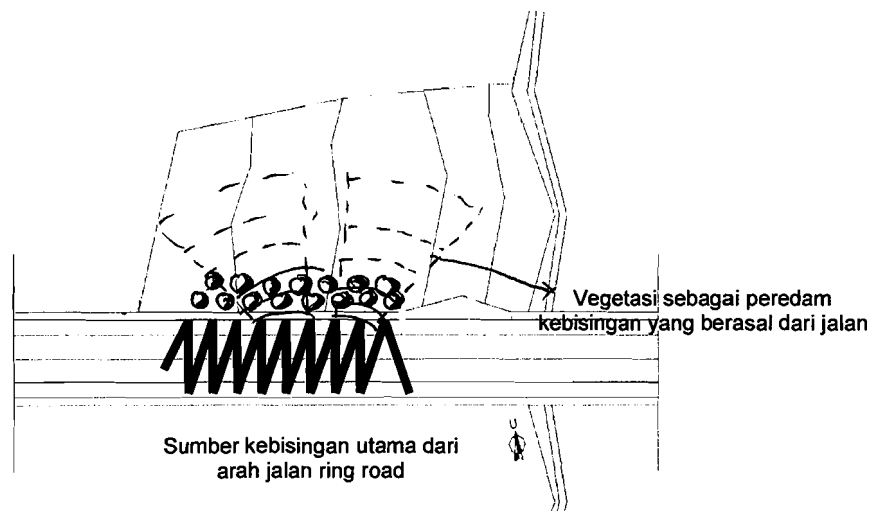 Vegetasi sebagai peredam
kebisingan yang berasal dari jalan
Sumber kebisingan utama dari
arah jalan ring road